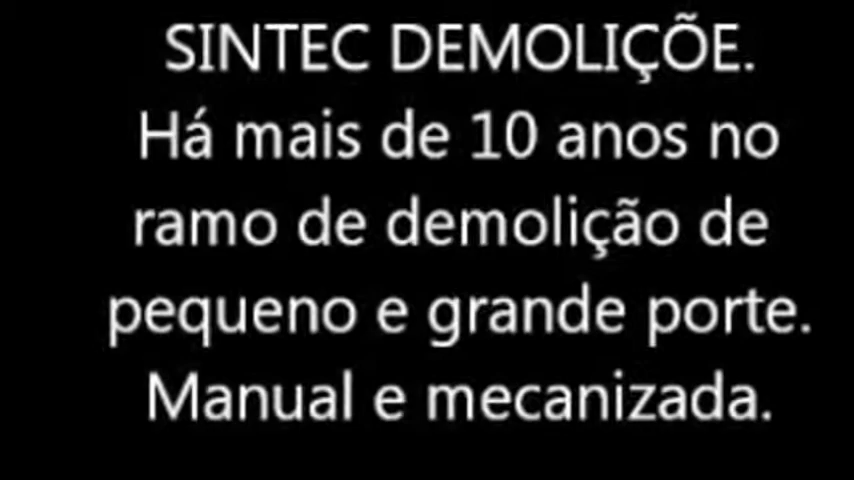 SINTEC DEMOLIÇÕE.
Há mais de 10 anos no
ramo de demolição de
pequeno e grande porte.
Manual e mecanizada.